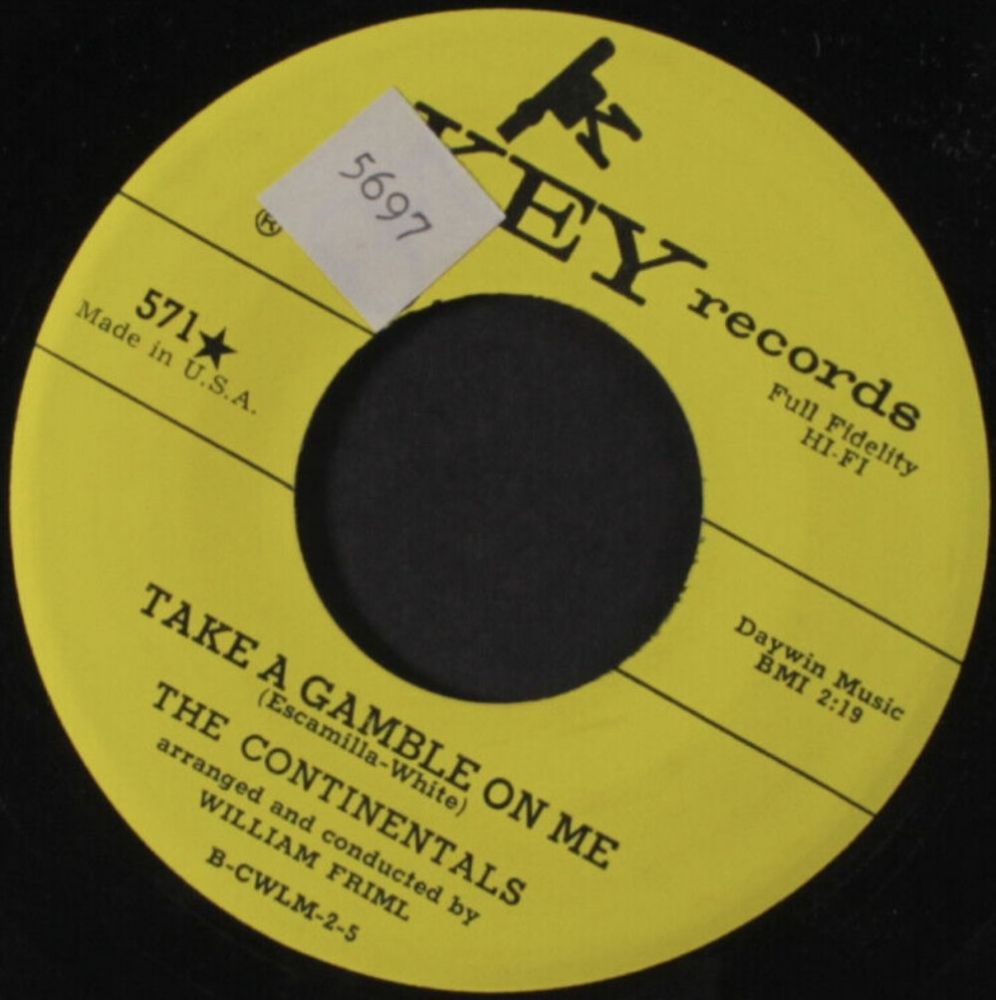 K
KEY records
®
5697
Full Fidelity
HI-FI
571★
Made in U.S.A.
Daywin Music
BMI 2:19
TAKE A GAMBLE ON ME
(Escamilla-White)
THE CONTINENTALS
arranged and conducted by
WILLIAM FRIML
B-CWLM-2-5